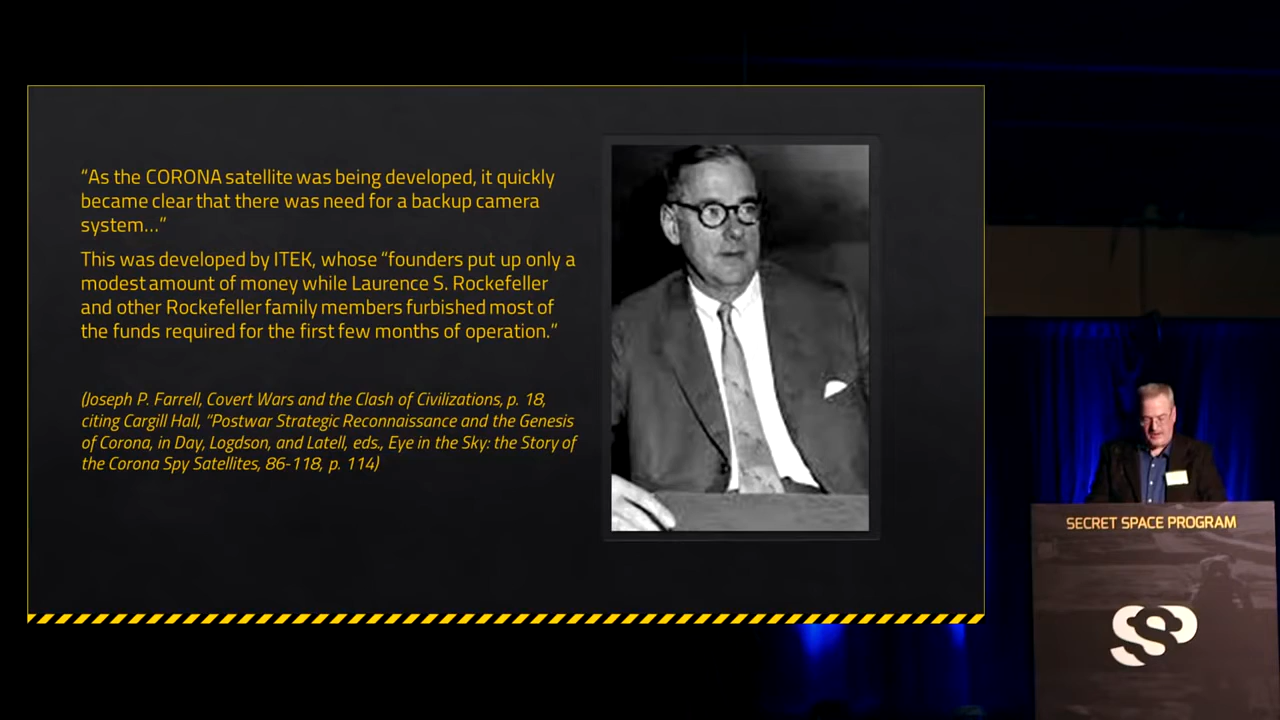 “As the CORONA satellite was being developed, it quickly
became clear that there was need for a backup camera
system...”
This was developed by ITEK, whose “founders put up only a
modest amount of money while Laurence S. Rockefeller
and other Rockefeller family members furbished most of
the funds required for the first few months of operation.”
(Joseph P. Farrell, Covert Wars and the Clash of Civilizations, p. 18,
citing Cargill Hall, “Postwar Strategic Reconnaissance and the Genesis
of Corona, in Day, Logdson, and Latell, eds., Eye in the Sky: the Story of
the Corona Spy Satellites, 86-118, p. 114)
SECRET SPACE PROGRAM
SSP